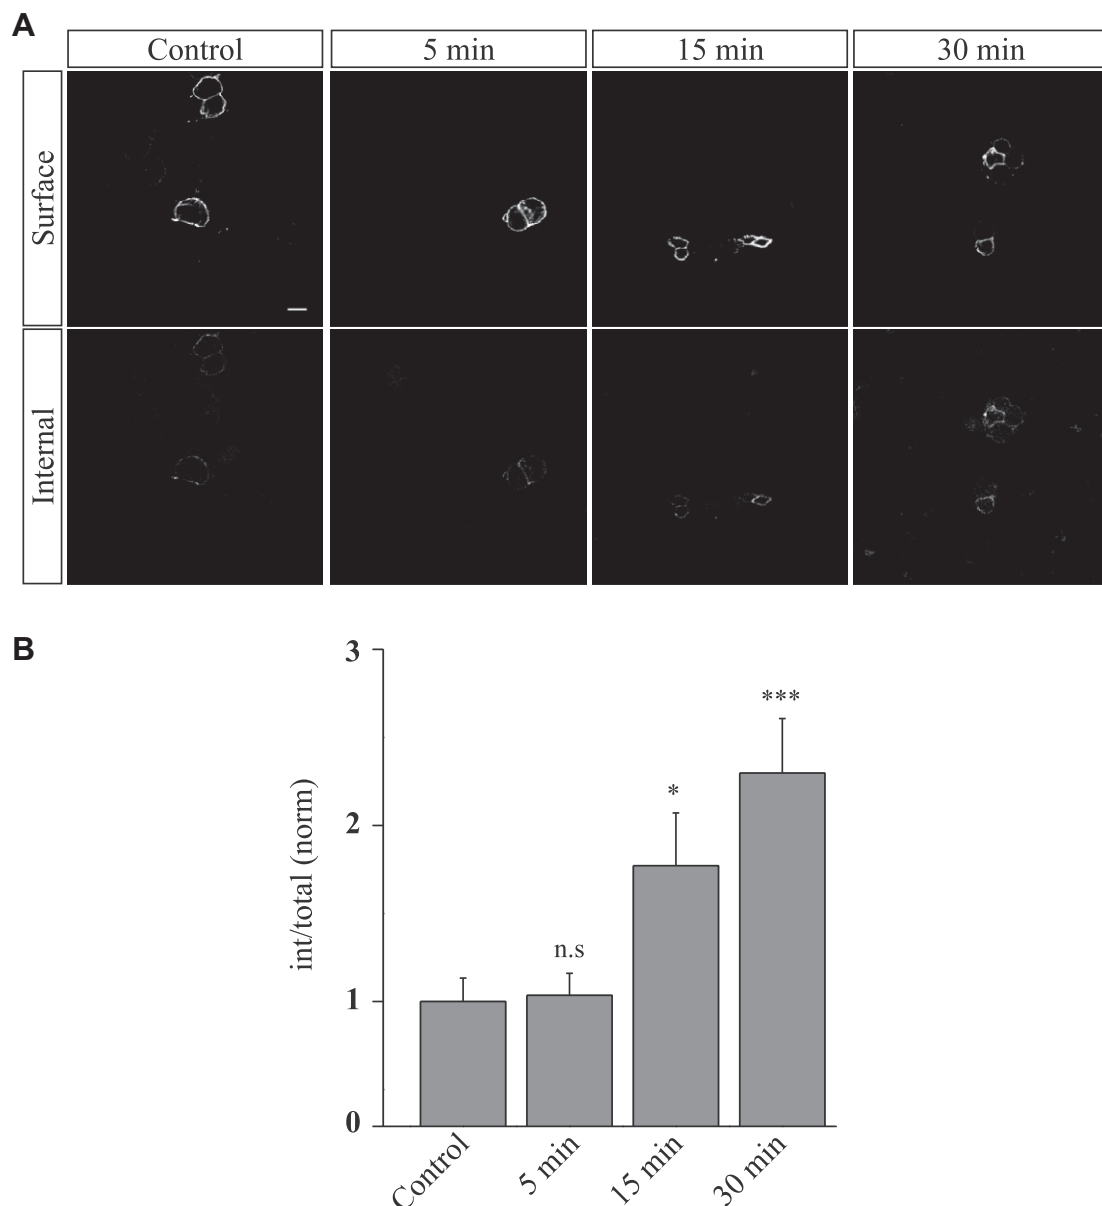 A
Control 5 min 15 min 30 min
Surface
Internal
B
3
2
1
0
int/total (norm)
n.s
*
***
Control
5 min
15 min
30 min